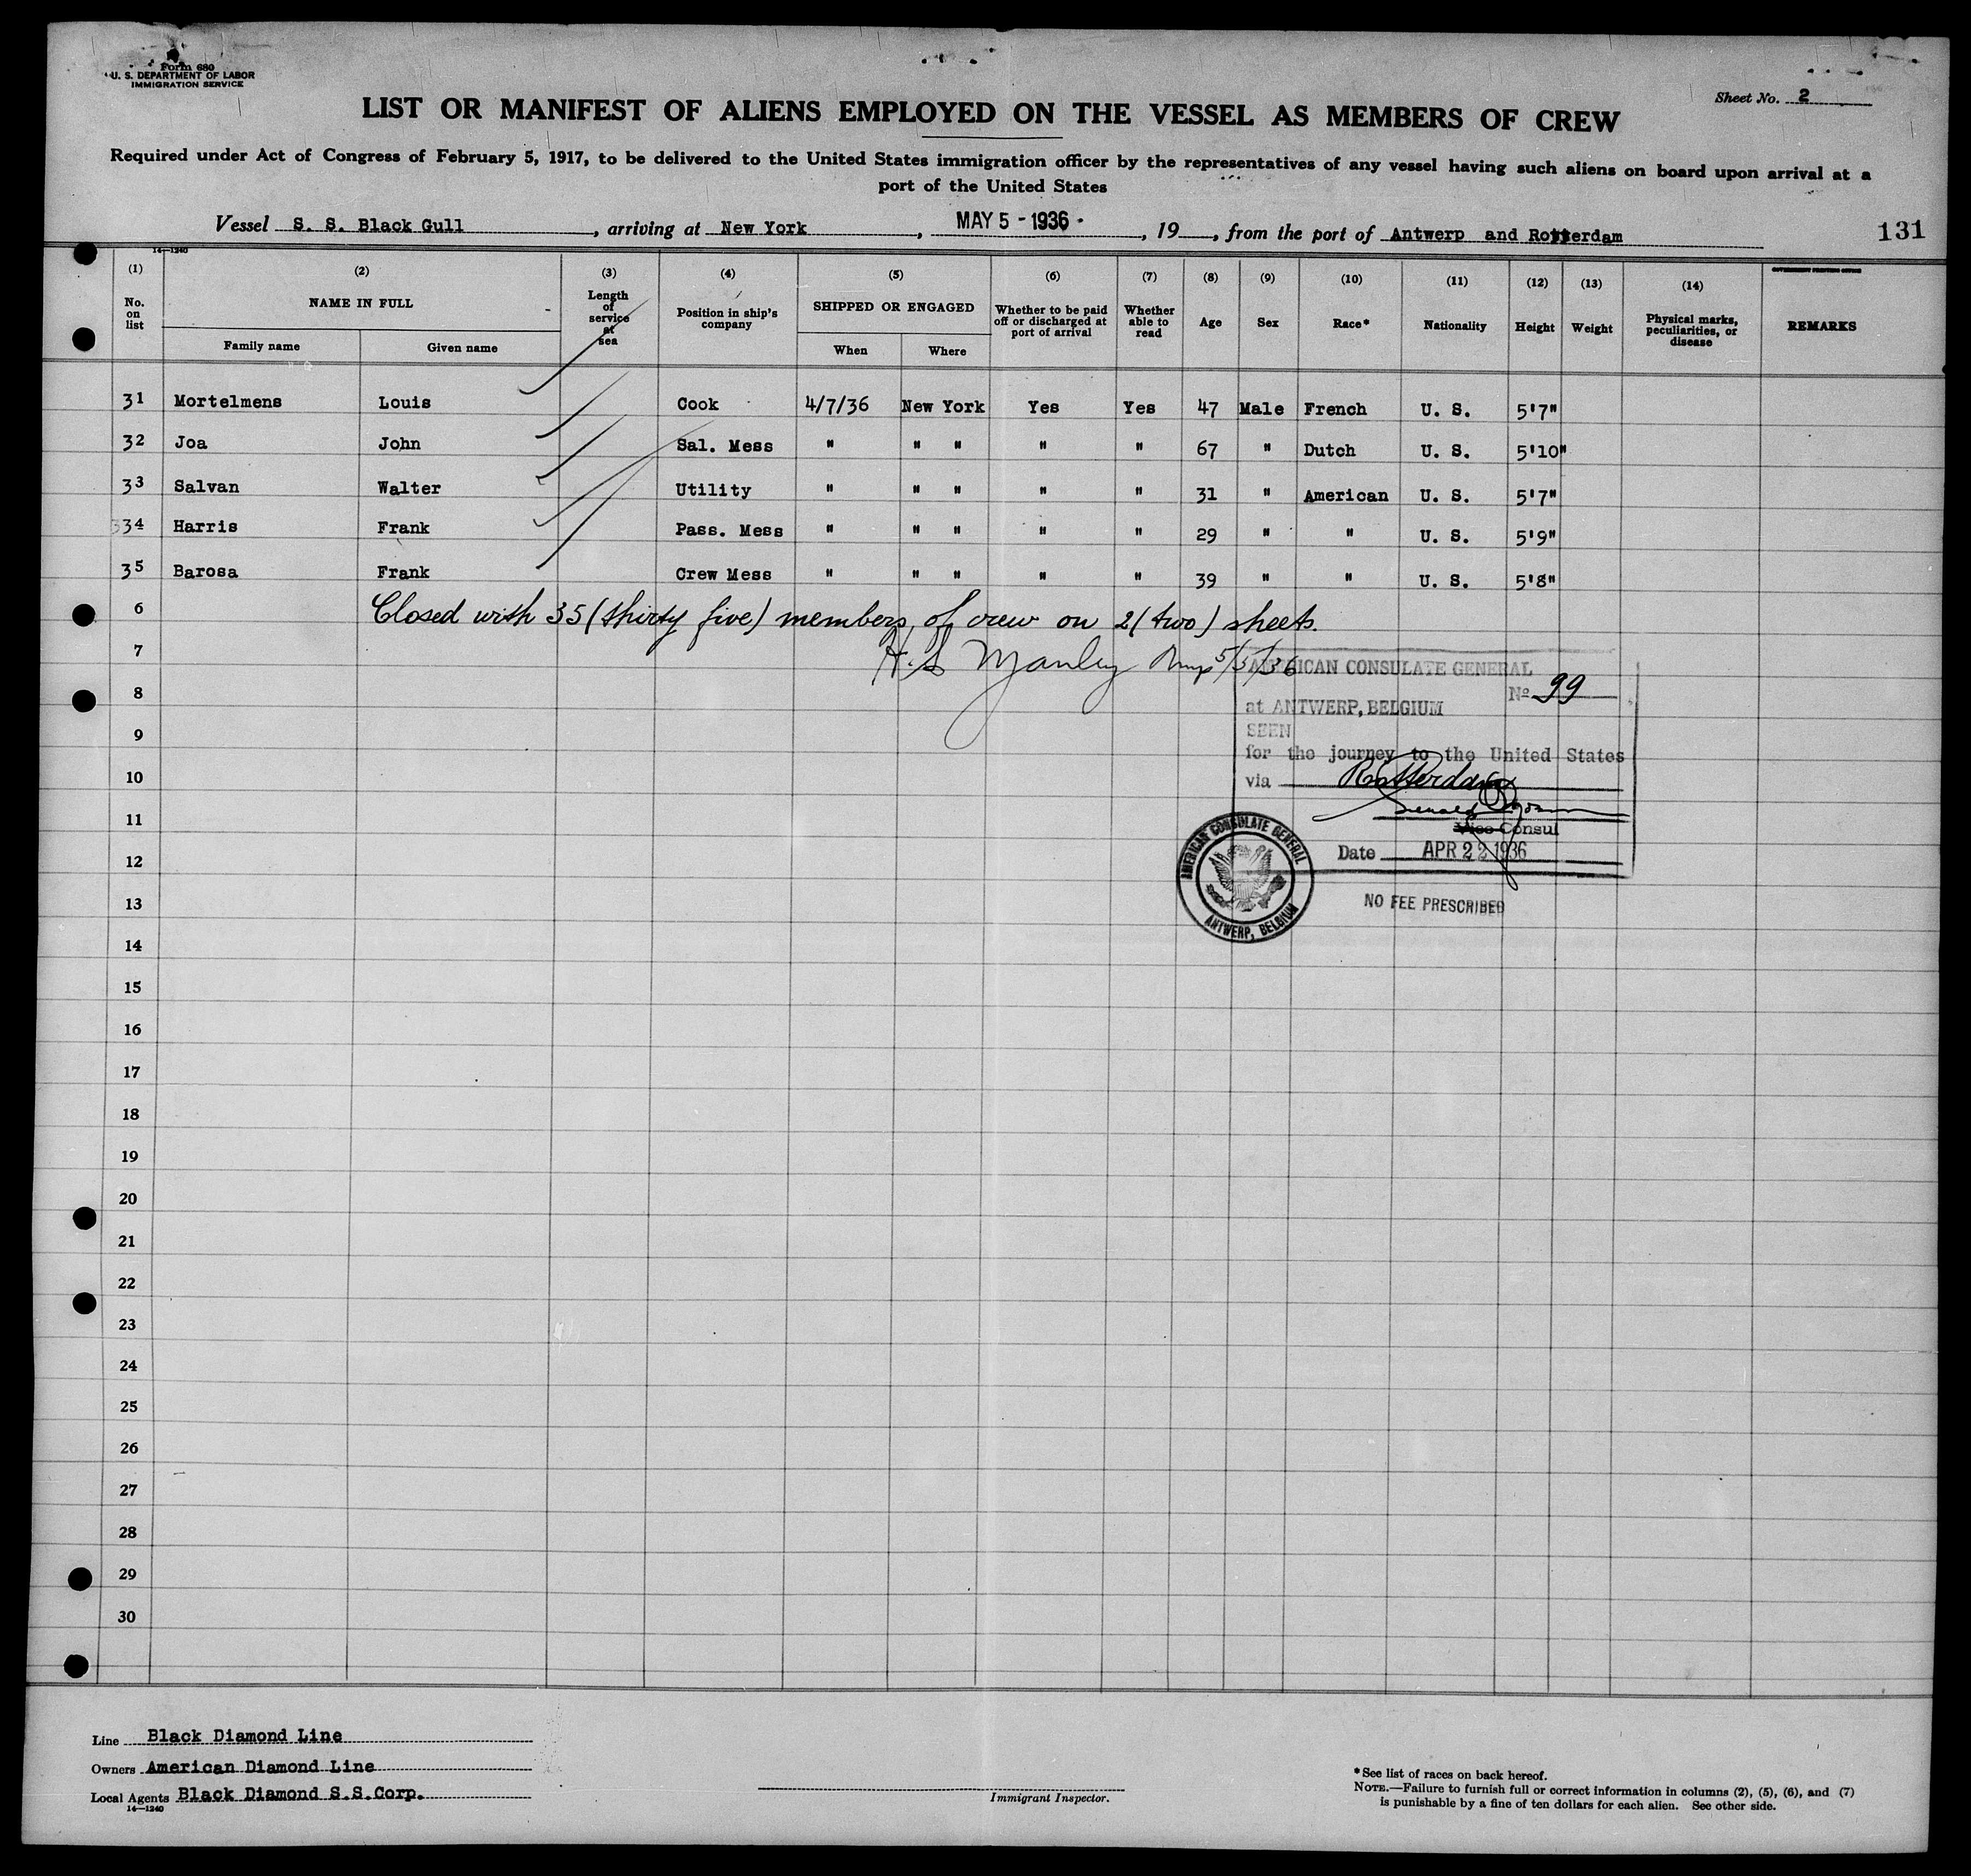 Form 680
U. S. DEPARTMENT OF LABOR
IMMIGRATION SERVICE
Sheet No. 2
LIST OR MANIFEST OF ALIENS EMPLOYED ON THE VESSEL AS MEMBERS OF CREW
Required under Act of Congress of February 5, 1917, to be delivered to the United States immigration officer by the representatives of any vessel having such aliens on board upon arrival at a
port of the United States
Vessel S. S. Black Gull, arriving at New York, MAY 5 - 1936, 19, from the port of Antwerp and Rotterdam
131
14-1240
GOVERNMENT PRINTING OFFICE
(1) (2) (3) (4) (5) (6) (7) (8) (9) (10) (11) (12) (13) (14)
No. on list
NAME IN FULL
Family name
Given name
Length of service at sea
Position in ship's company
SHIPPED OR ENGAGED
When
Where
Whether to be paid off or discharged at port of arrival
Whether able to read
Age
Sex
Race*
Nationality
Height
Weight
Physical marks, peculiarities, or disease
REMARKS
31 Mortelmens Louis Cook 4/7/36 New York Yes Yes 47 Male French U. S. 5'7"
32 Joa John Sal. Mess " " " " " 67 " Dutch U. S. 5'10"
33 Salvan Walter Utility " " " " " 31 " American U. S. 5'7"
334 Harris Frank Pass. Mess " " " " " 29 " " U. S. 5'9"
35 Barosa Frank Crew Mess " " " " " 39 " " U. S. 5'8"
6 Closed with 35 (thirty five) members of crew on 2 (two) sheets.
7 H. S Manley 5/5/36
AMERICAN CONSULATE GENERAL
8 No 99
at ANTWERP, BELGIUM
9 SEEN
for the journey to the United States
10 via Rotterdam
11
Vice Consul
12 Date APR 22 1936
AMERICAN CONSULATE GENERAL
ANTWERP, BELGIUM
13 NO FEE PRESCRIBED
14
15
16
17
18
19
20
21
22
23
24
25
26
27
28
29
30
Line Black Diamond Line
Owners American Diamond Line
Local Agents Black Diamond S.S.Corp.
14-1240
Immigrant Inspector.
* See list of races on back hereof.
NOTE.—Failure to furnish full or correct information in columns (2), (5), (6), and (7)
is punishable by a fine of ten dollars for each alien. See other side.